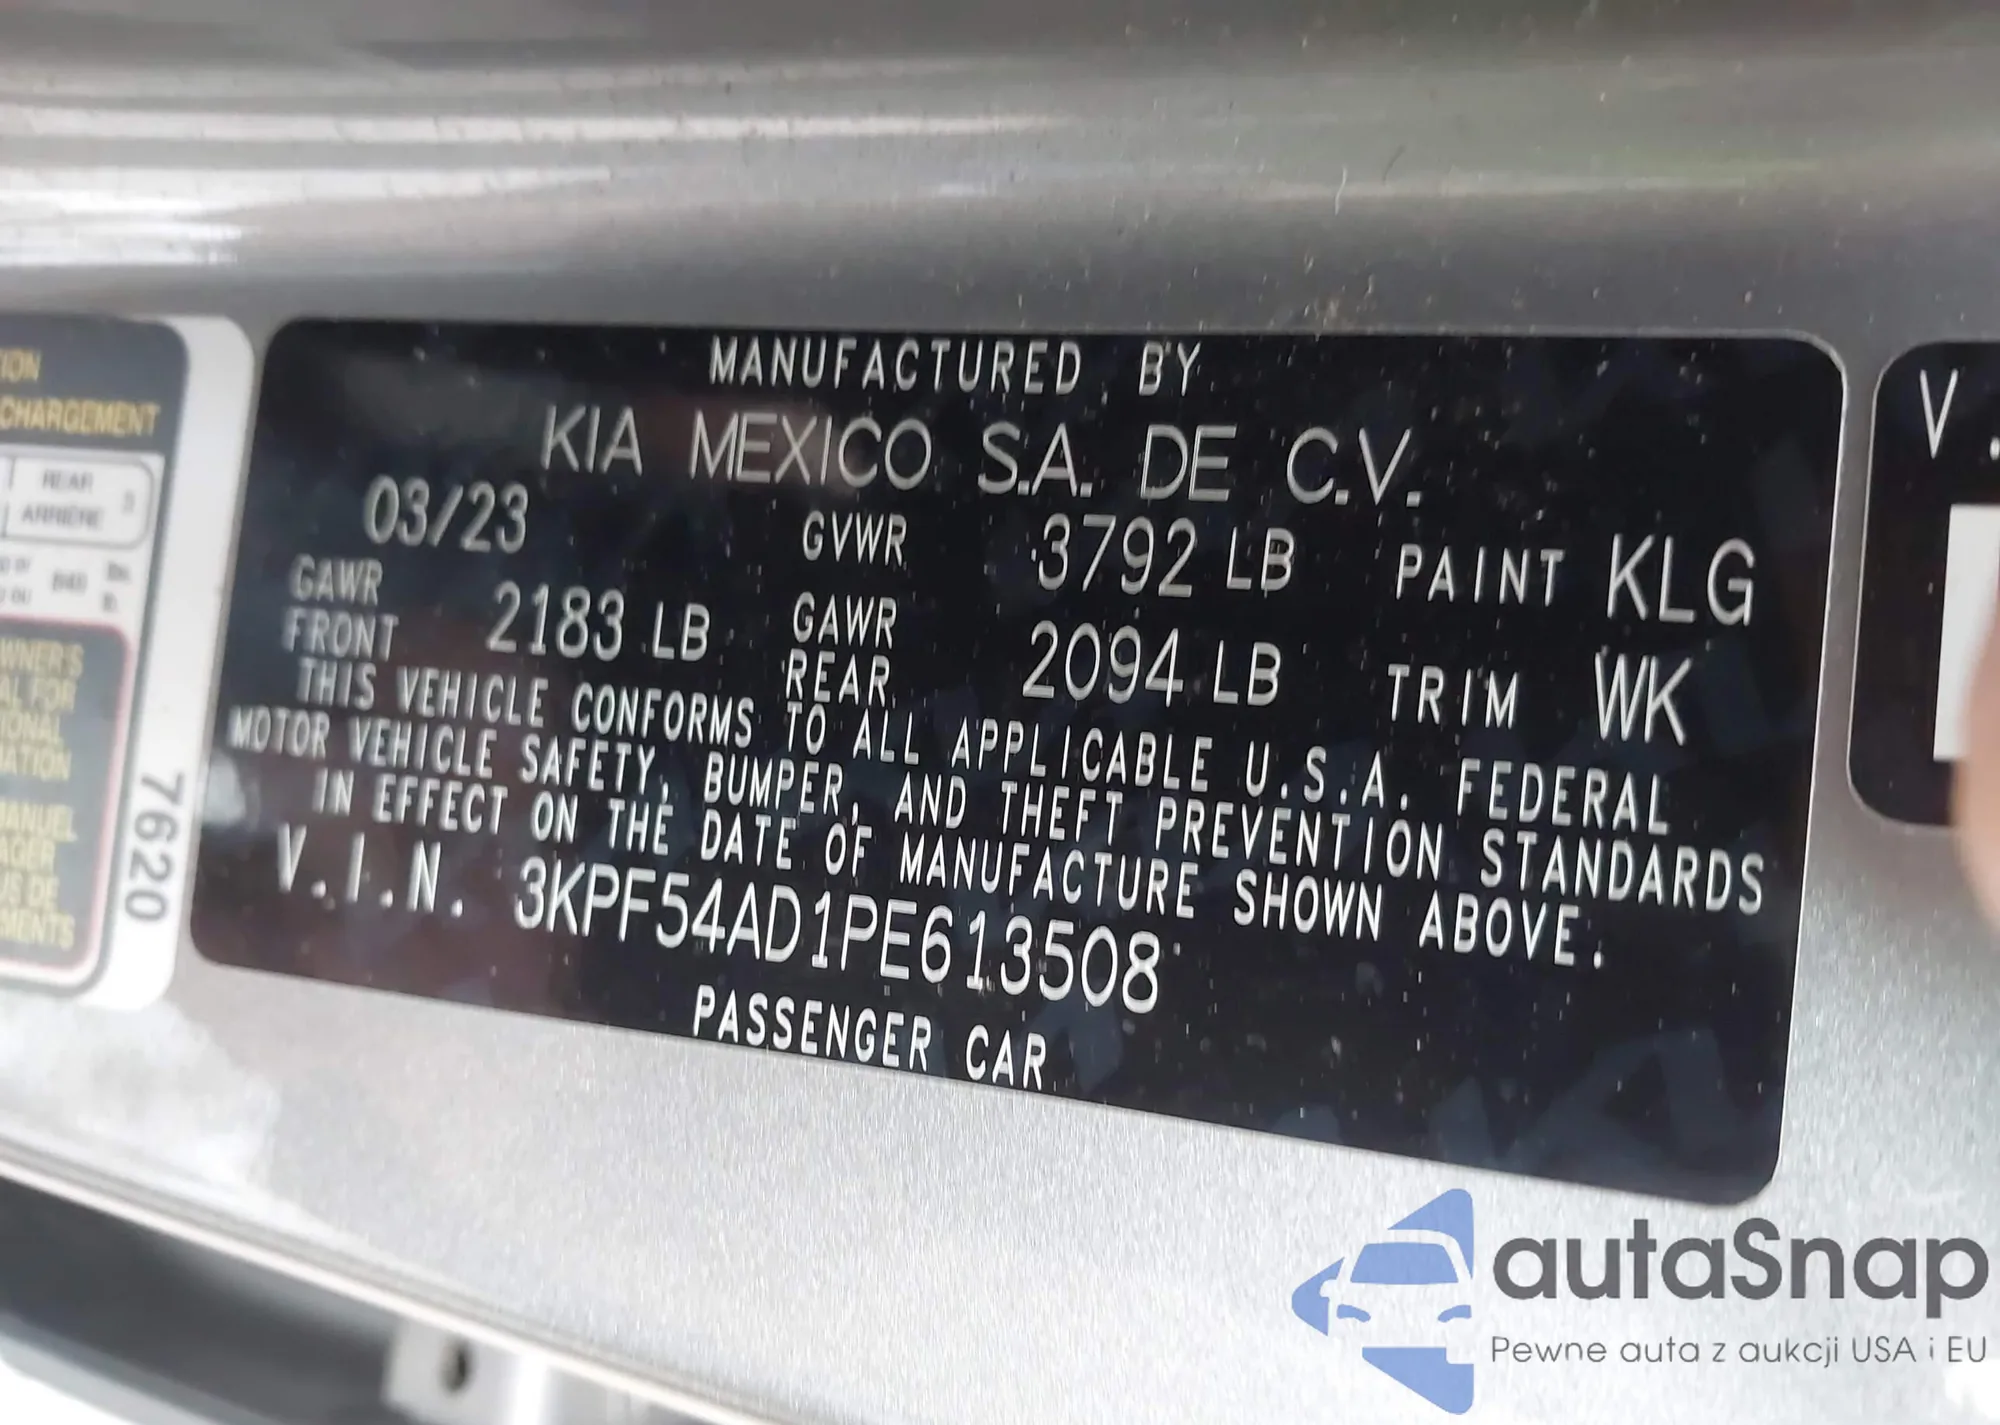 MANUFACTURED BY
KIA MEXICO S.A. DE C.V.
03/23 GVWR 3792 LB PAINT KLG
GAWR FRONT 2183 LB GAWR REAR 2094 LB TRIM WK
THIS VEHICLE CONFORMS TO ALL APPLICABLE U.S.A. FEDERAL
MOTOR VEHICLE SAFETY, BUMPER, AND THEFT PREVENTION STANDARDS
IN EFFECT ON THE DATE OF MANUFACTURE SHOWN ABOVE.
V.I.N. 3KPF54AD1PE613508
PASSENGER CAR
CHARGEMENT
REAR
ARRIÈRE 3
7620
V.
autaSnap
Pewne auta z aukcji USA i EU